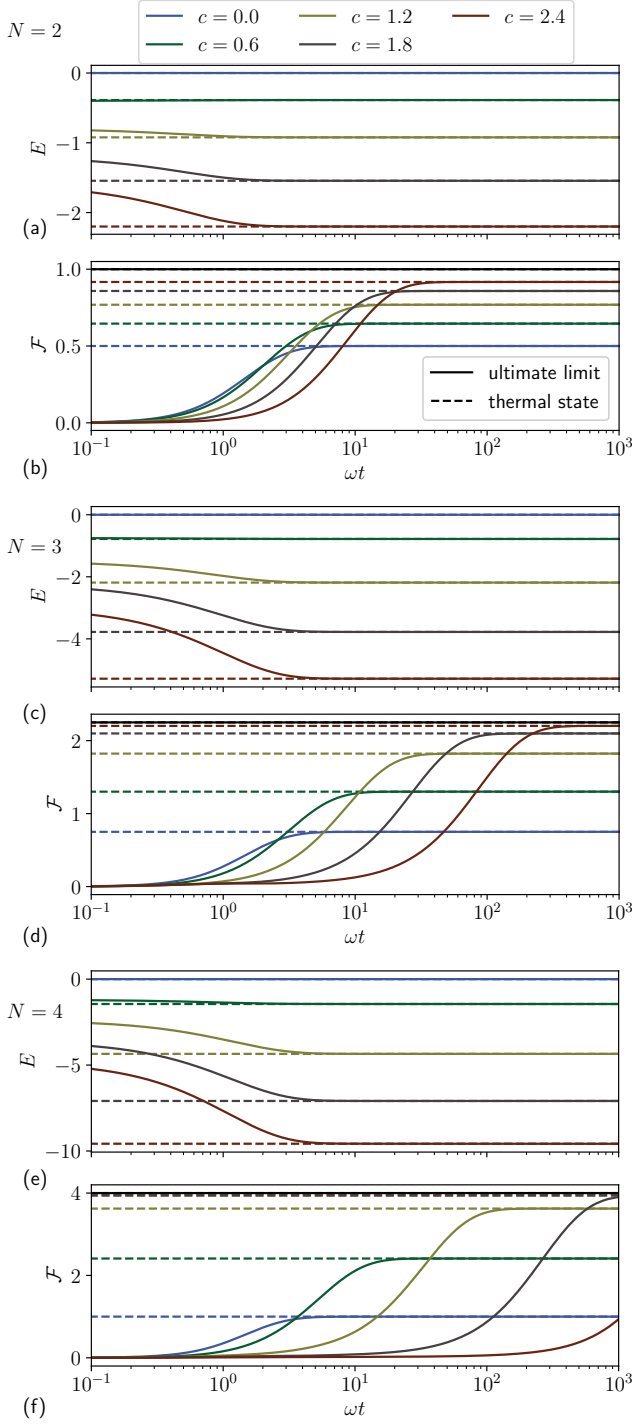 N = 2
c = 0.0 c = 1.2 c = 2.4
c = 0.6 c = 1.8
0
−1
−2
E
(a)
1.0
0.5
0.0
F
ultimate limit
thermal state
10⁻¹ 10⁰ 10¹ 10² 10³
ωt
(b)
N = 3
0
−2
−4
E
(c)
2
1
0
F
10⁻¹ 10⁰ 10¹ 10² 10³
ωt
(d)
N = 4
0
−5
−10
E
(e)
4
2
0
F
10⁻¹ 10⁰ 10¹ 10² 10³
ωt
(f)